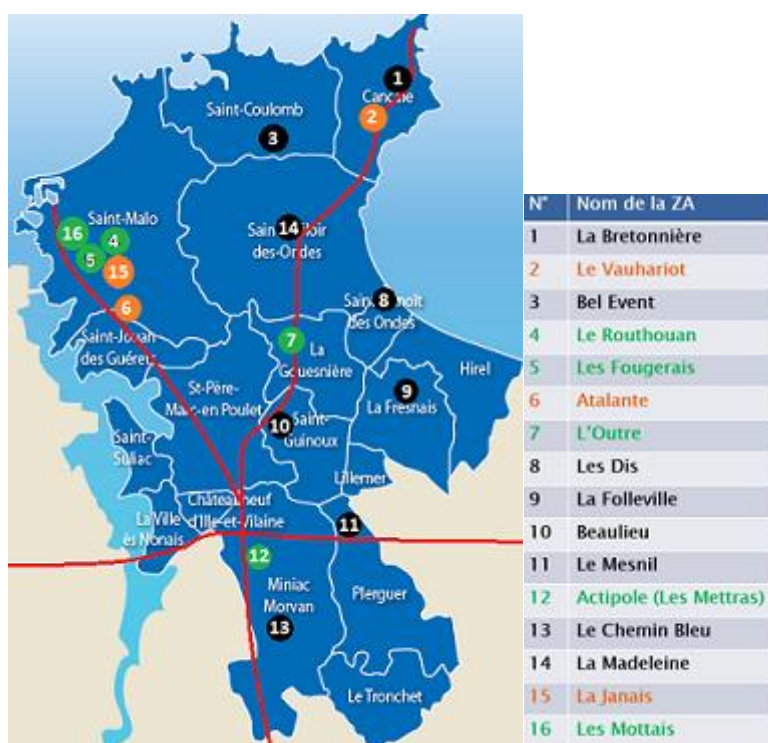 1
Cancale
2
Saint-Coulomb
3
Saint-Malo
16
4
5
15
14
des-Ondes
6
8
des Ondes
Saint-Jouan
des Guérets
7
La
Gouesnière
Hirel
St-Père-
Marc-en Poulet
9
La Fresnais
10
Saint-
Guinoux
Saint-
Suliac
Lillemer
Châteauneuf
d'Ille-et-Vilaine
La Ville
ès Nonais
11
12
Miniac
Morvan
Plerguer
13
Le Tronchet
N° Nom de la ZA
1 La Bretonnière
2 Le Vauhariot
3 Bel Event
4 Le Routhouan
5 Les Fougerais
6 Atalante
7 L'Outre
8 Les Dis
9 La Folleville
10 Beaulieu
11 Le Mesnil
12 Actipole (Les Mettras)
13 Le Chemin Bleu
14 La Madeleine
15 La Janais
16 Les Mottais